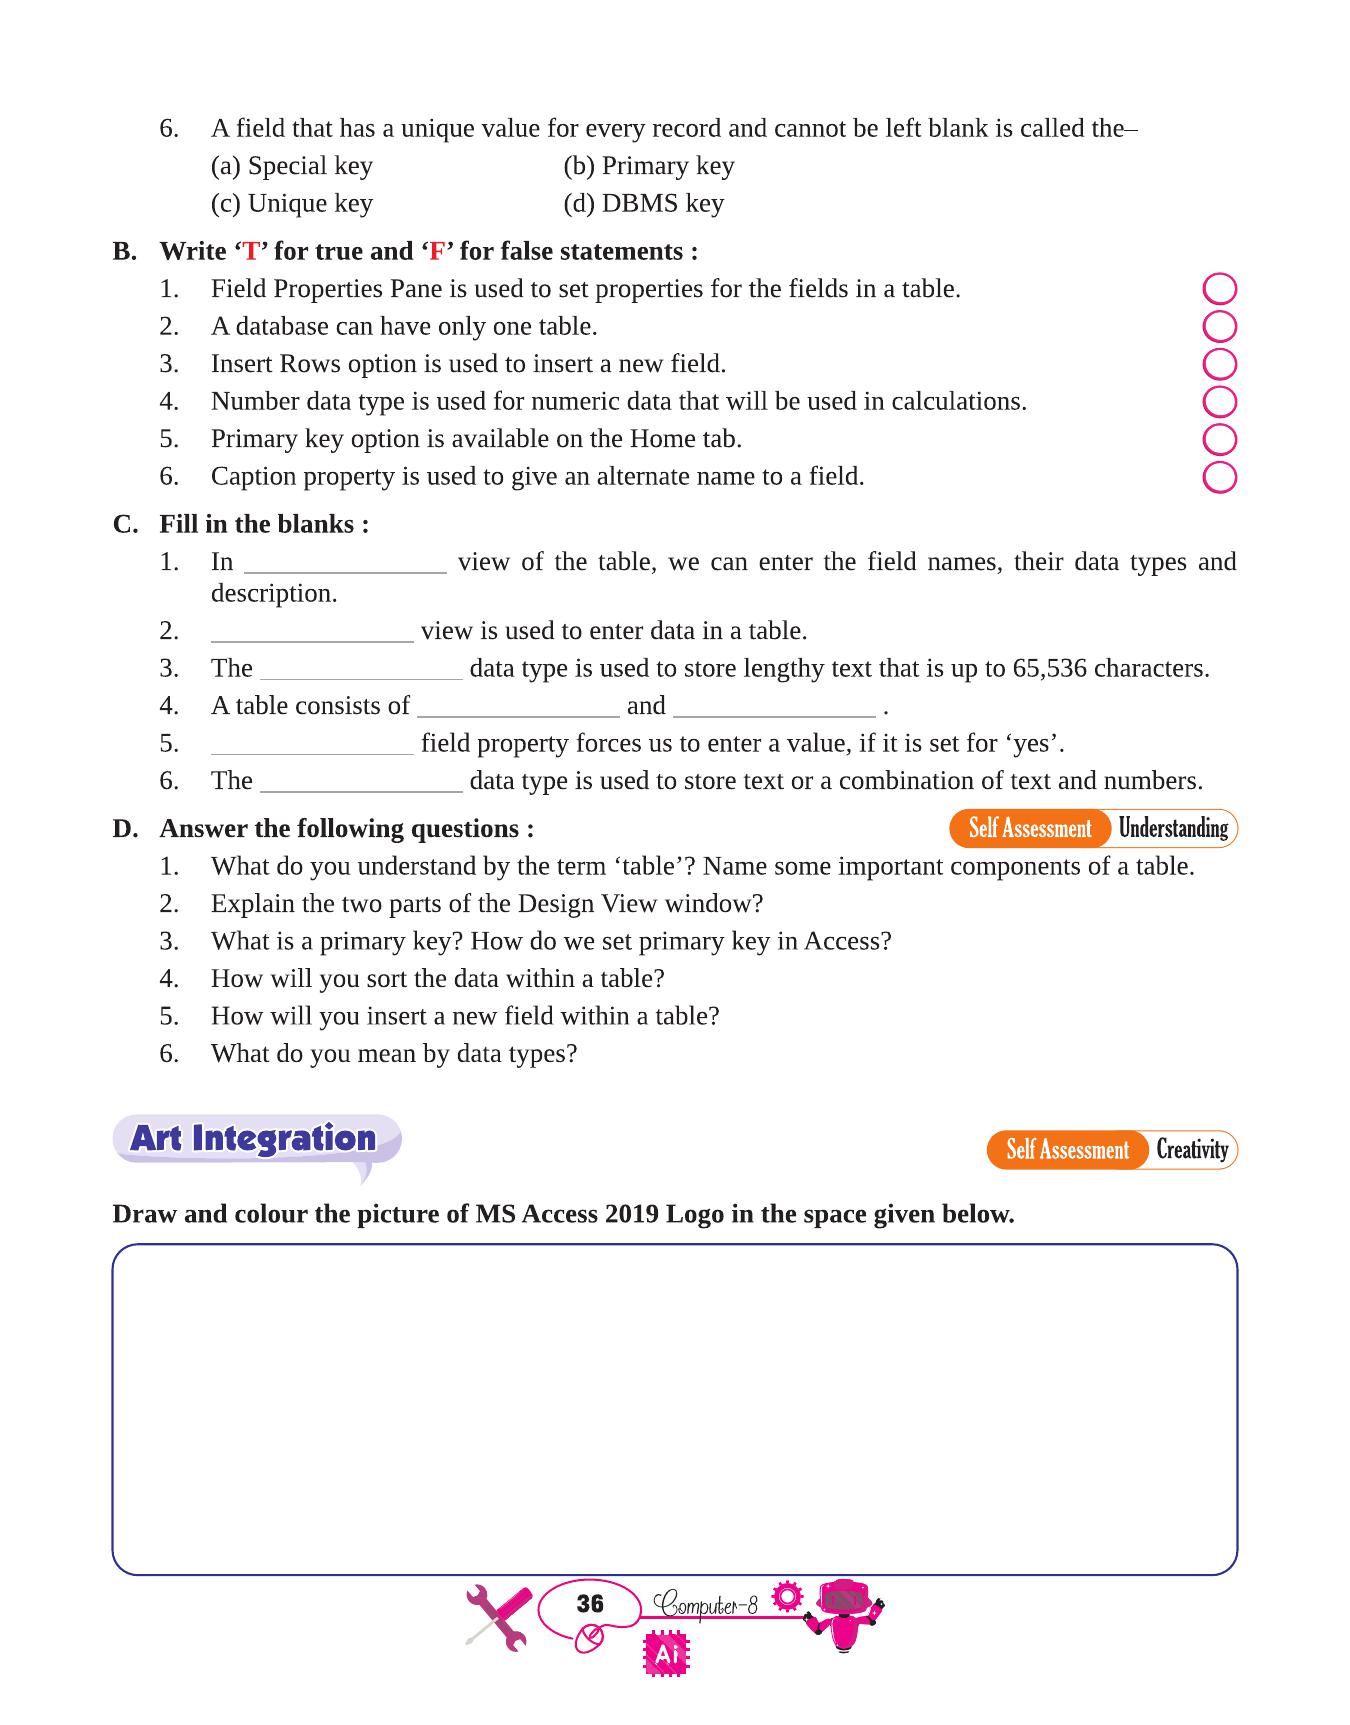 6. A field that has a unique value for every record and cannot be left blank is called the–
(a) Special key (b) Primary key
(c) Unique key (d) DBMS key
B. Write ‘T’ for true and ‘F’ for false statements :
1. Field Properties Pane is used to set properties for the fields in a table.
2. A database can have only one table.
3. Insert Rows option is used to insert a new field.
4. Number data type is used for numeric data that will be used in calculations.
5. Primary key option is available on the Home tab.
6. Caption property is used to give an alternate name to a field.
C. Fill in the blanks :
1. In _______________ view of the table, we can enter the field names, their data types and
description.
2. _______________ view is used to enter data in a table.
3. The _______________ data type is used to store lengthy text that is up to 65,536 characters.
4. A table consists of _______________ and _______________ .
5. _______________ field property forces us to enter a value, if it is set for ‘yes’.
6. The _______________ data type is used to store text or a combination of text and numbers.
D. Answer the following questions : Self Assessment Understanding
1. What do you understand by the term ‘table’? Name some important components of a table.
2. Explain the two parts of the Design View window?
3. What is a primary key? How do we set primary key in Access?
4. How will you sort the data within a table?
5. How will you insert a new field within a table?
6. What do you mean by data types?
Art Integration
Self Assessment Creativity
Draw and colour the picture of MS Access 2019 Logo in the space given below.
36 Computer-8
Ai